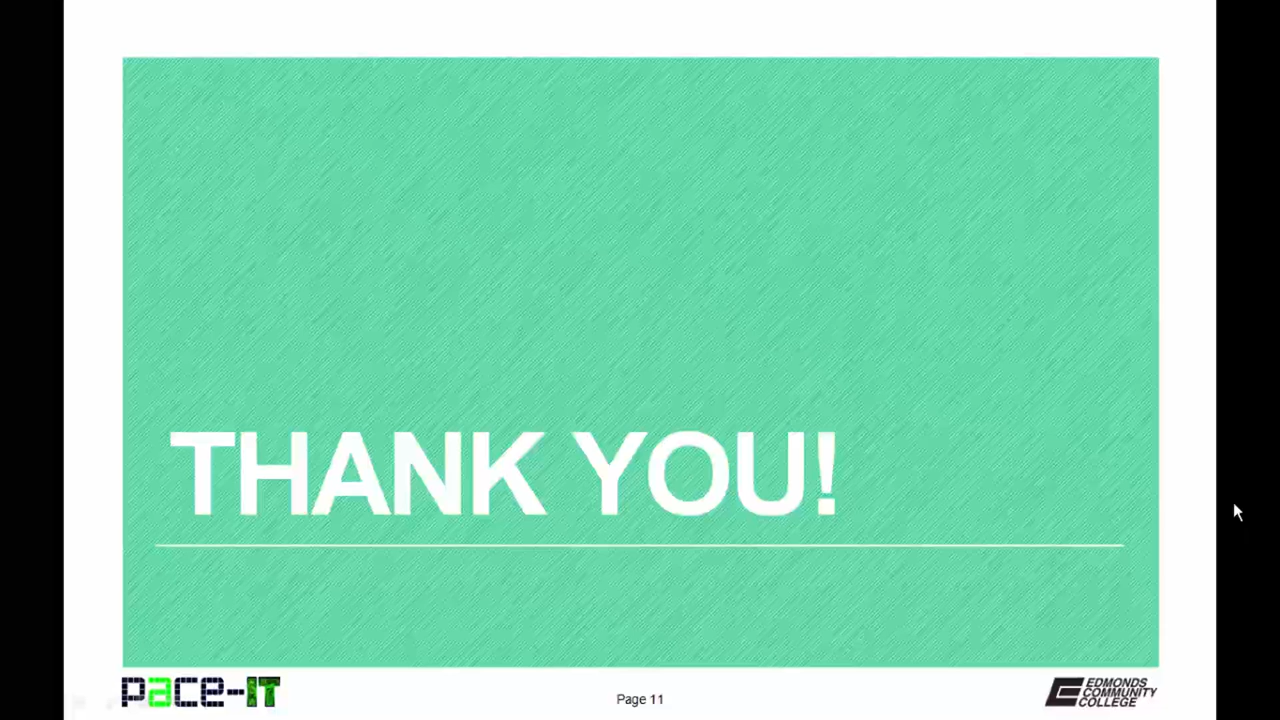 THANK YOU!
pace-IT
Page 11
EDMONDS
COMMUNITY
COLLEGE